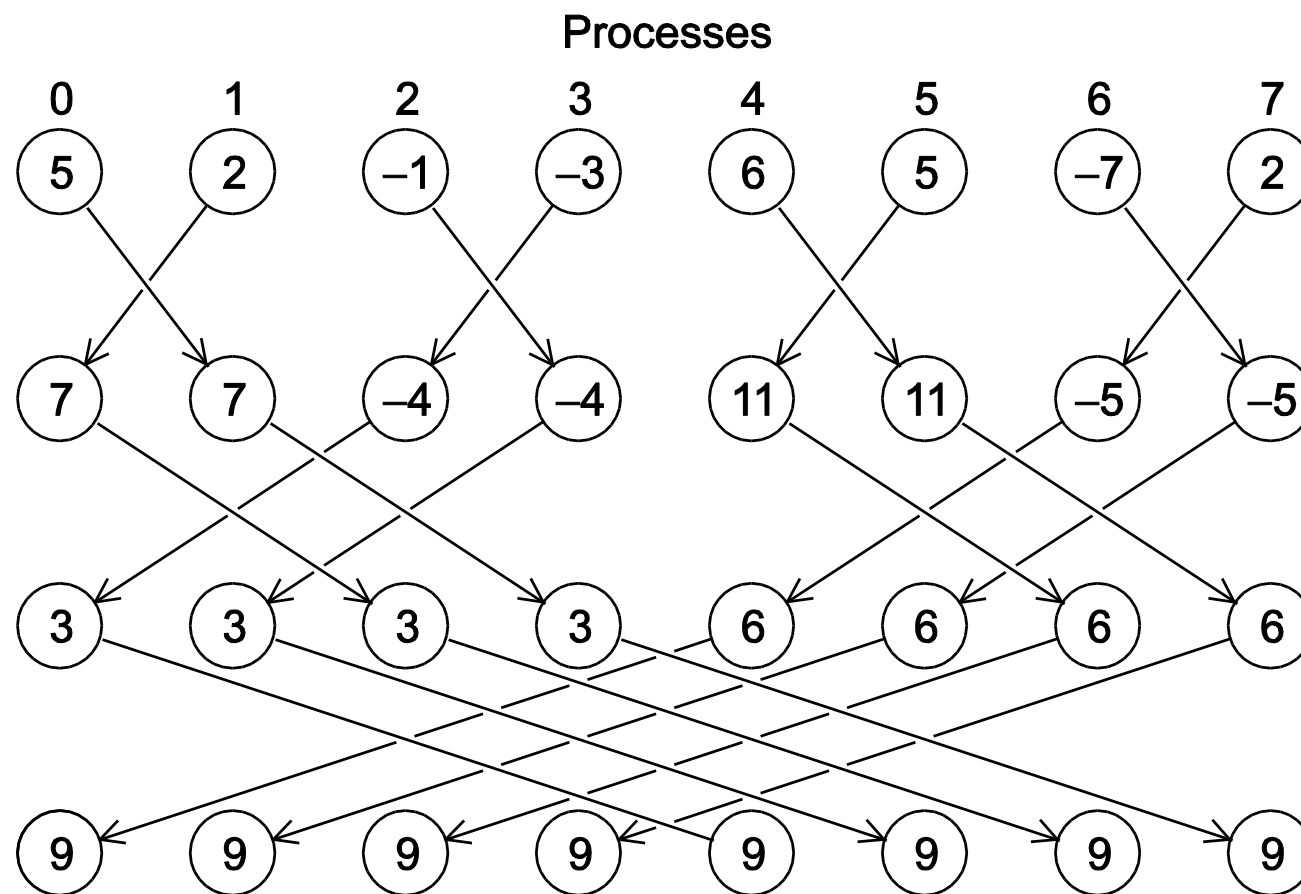 Processes
0 1 2 3 4 5 6 7
5 2 –1 –3 6 5 –7 2
7 7 –4 –4 11 11 –5 –5
3 3 3 3 6 6 6 6
9 9 9 9 9 9 9 9